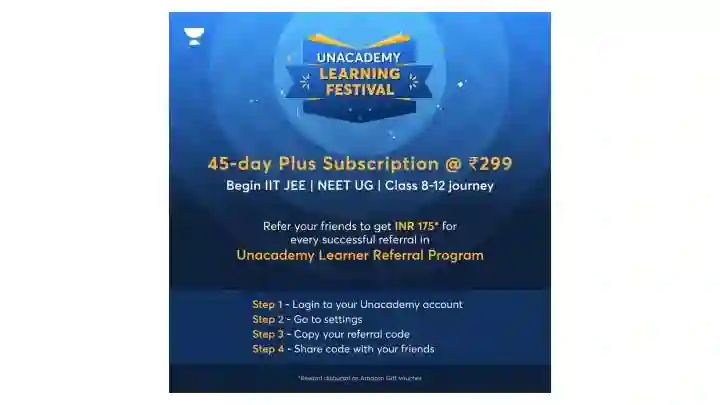 UNACADEMY
LEARNING
FESTIVAL
45-day Plus Subscription @ ₹299
Begin IIT JEE | NEET UG | Class 8-12 journey
Refer your friends to get INR 175* for
every successful referral in
Unacademy Learner Referral Program
Step 1 - Login to your Unacademy account
Step 2 - Go to settings
Step 3 - Copy your referral code
Step 4 - Share code with your friends
*Reward disbursal as Amazon Gift Voucher